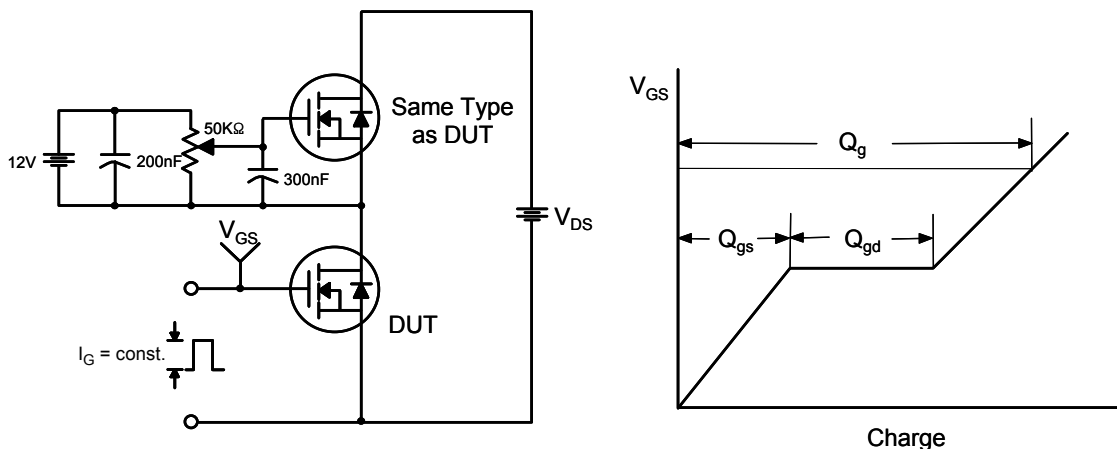 12V
200nF
50KΩ
300nF
Same Type
as DUT
V_DS
V_GS
DUT
I_G = const.
V_GS
Q_g
Q_gs
Q_gd
Charge